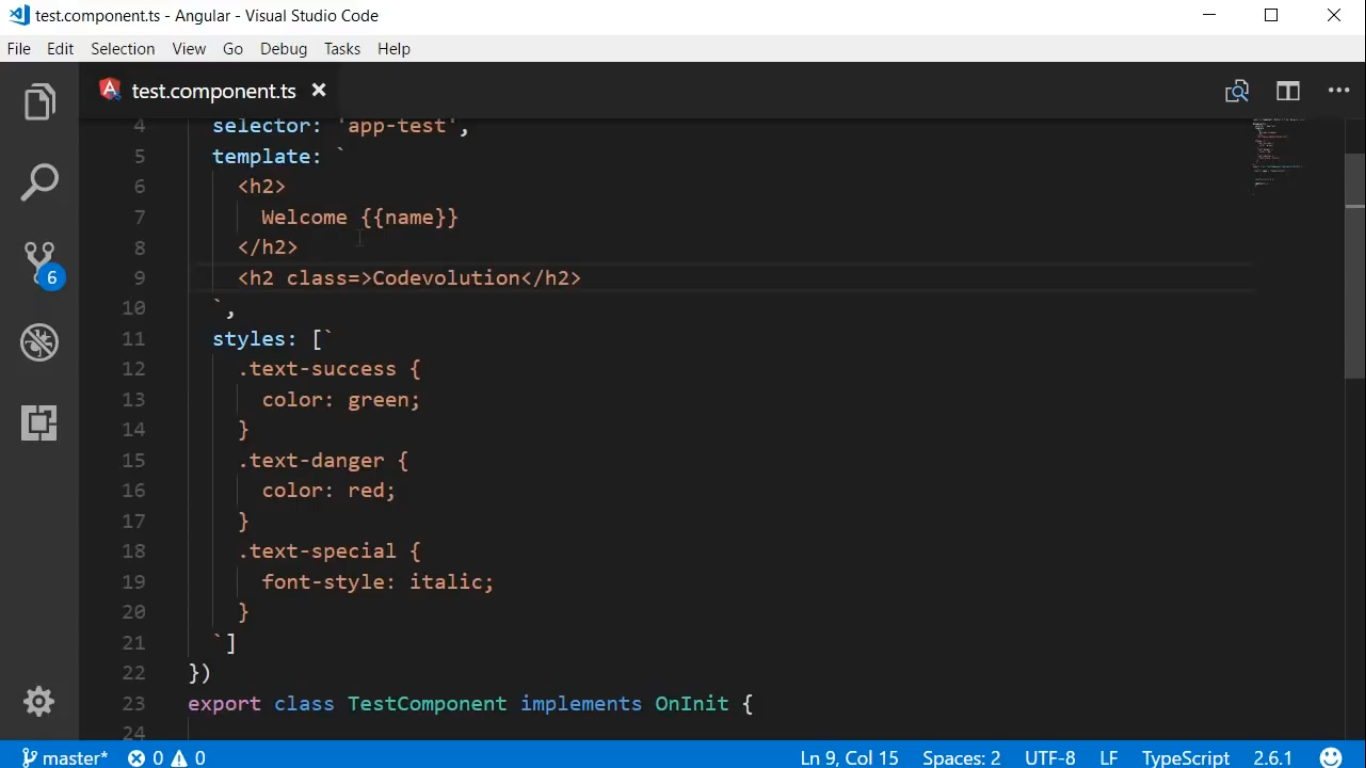 test.component.ts - Angular - Visual Studio Code
File Edit Selection View Go Debug Tasks Help
test.component.ts
4 selector: 'app-test',
5 template: `
6 <h2>
7 Welcome {{name}}
8 </h2>
9 <h2 class=>Codevolution</h2>
10 `,
11 styles: [`
12 .text-success {
13 color: green;
14 }
15 .text-danger {
16 color: red;
17 }
18 .text-special {
19 font-style: italic;
20 }
21 `]
22 })
23 export class TestComponent implements OnInit {
24
6
master* 0 0 Ln 9, Col 15 Spaces: 2 UTF-8 LF TypeScript 2.6.1